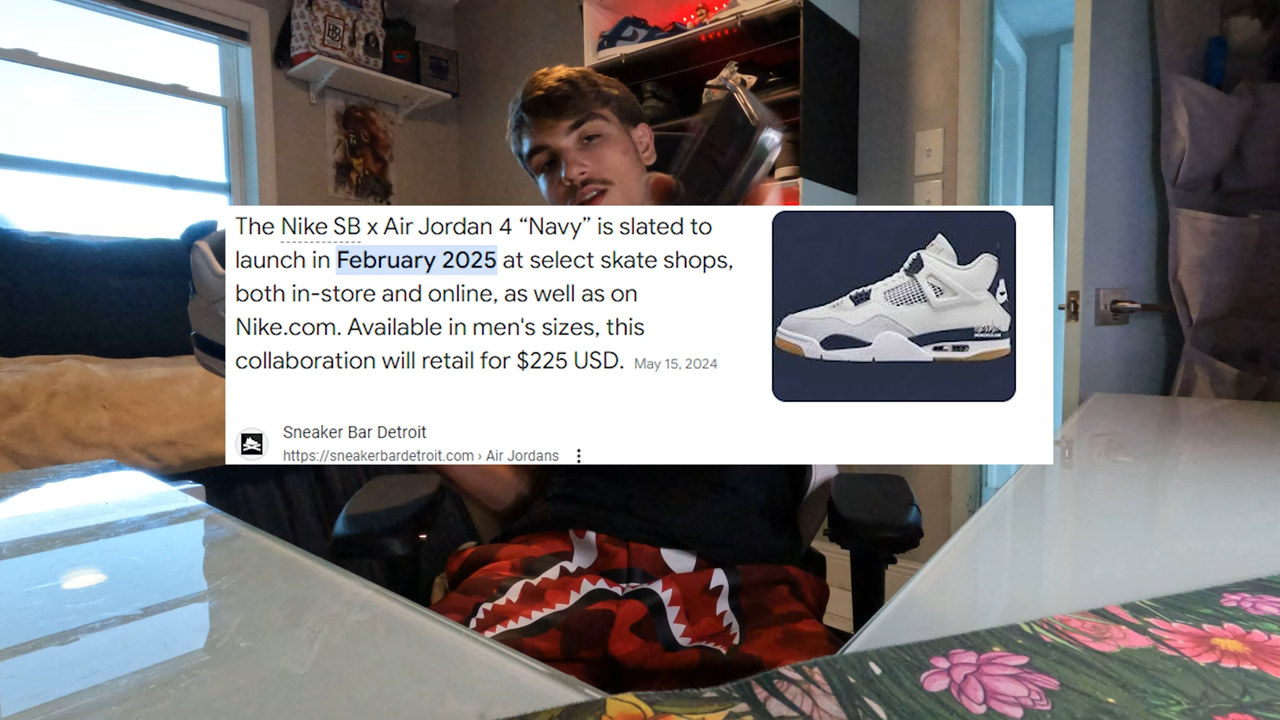 The Nike SB x Air Jordan 4 “Navy” is slated to
launch in February 2025 at select skate shops,
both in-store and online, as well as on
Nike.com. Available in men's sizes, this
collaboration will retail for $225 USD. May 15, 2024
Sneaker Bar Detroit
https://sneakerbardetroit.com › Air Jordans